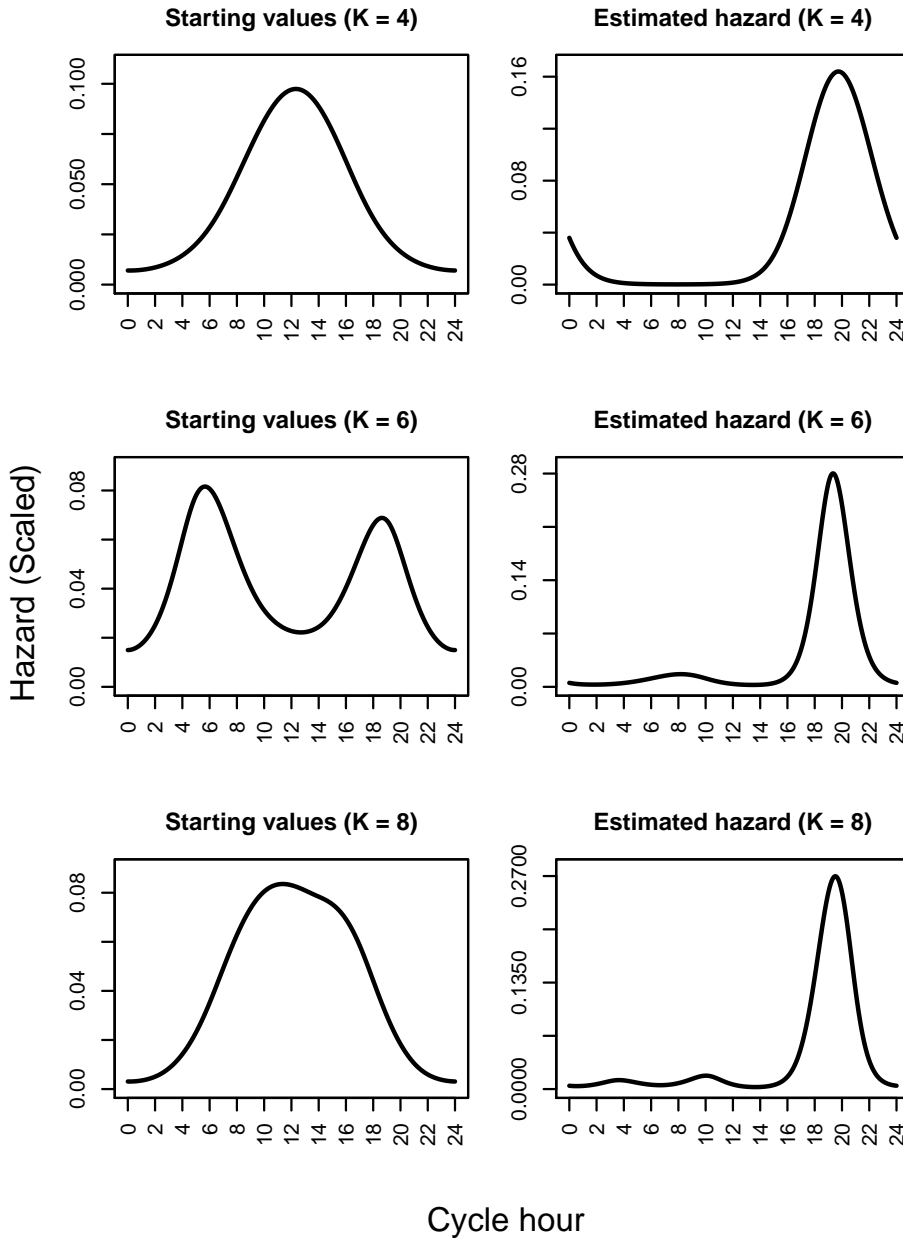 Starting values (K = 4)
0.000 0.050 0.100
0 2 4 6 8 10 12 14 16 18 20 22 24
Estimated hazard (K = 4)
0.00 0.08 0.16
0 2 4 6 8 10 12 14 16 18 20 22 24
Starting values (K = 6)
0.00 0.04 0.08
0 2 4 6 8 10 12 14 16 18 20 22 24
Estimated hazard (K = 6)
0.00 0.14 0.28
0 2 4 6 8 10 12 14 16 18 20 22 24
Starting values (K = 8)
0.00 0.04 0.08
0 2 4 6 8 10 12 14 16 18 20 22 24
Estimated hazard (K = 8)
0.0000 0.1350 0.2700
0 2 4 6 8 10 12 14 16 18 20 22 24
Hazard (Scaled)
Cycle hour